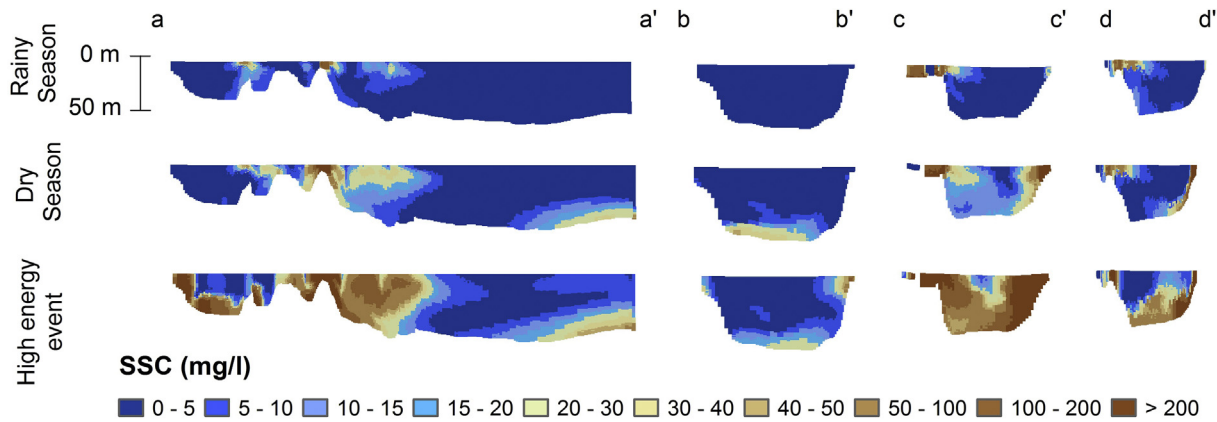 a a' b b' c c' d d'
0 m
50 m
Rainy
Season
Dry
Season
High energy
event
SSC (mg/l)
0 - 5 5 - 10 10 - 15 15 - 20 20 - 30 30 - 40 40 - 50 50 - 100 100 - 200 > 200